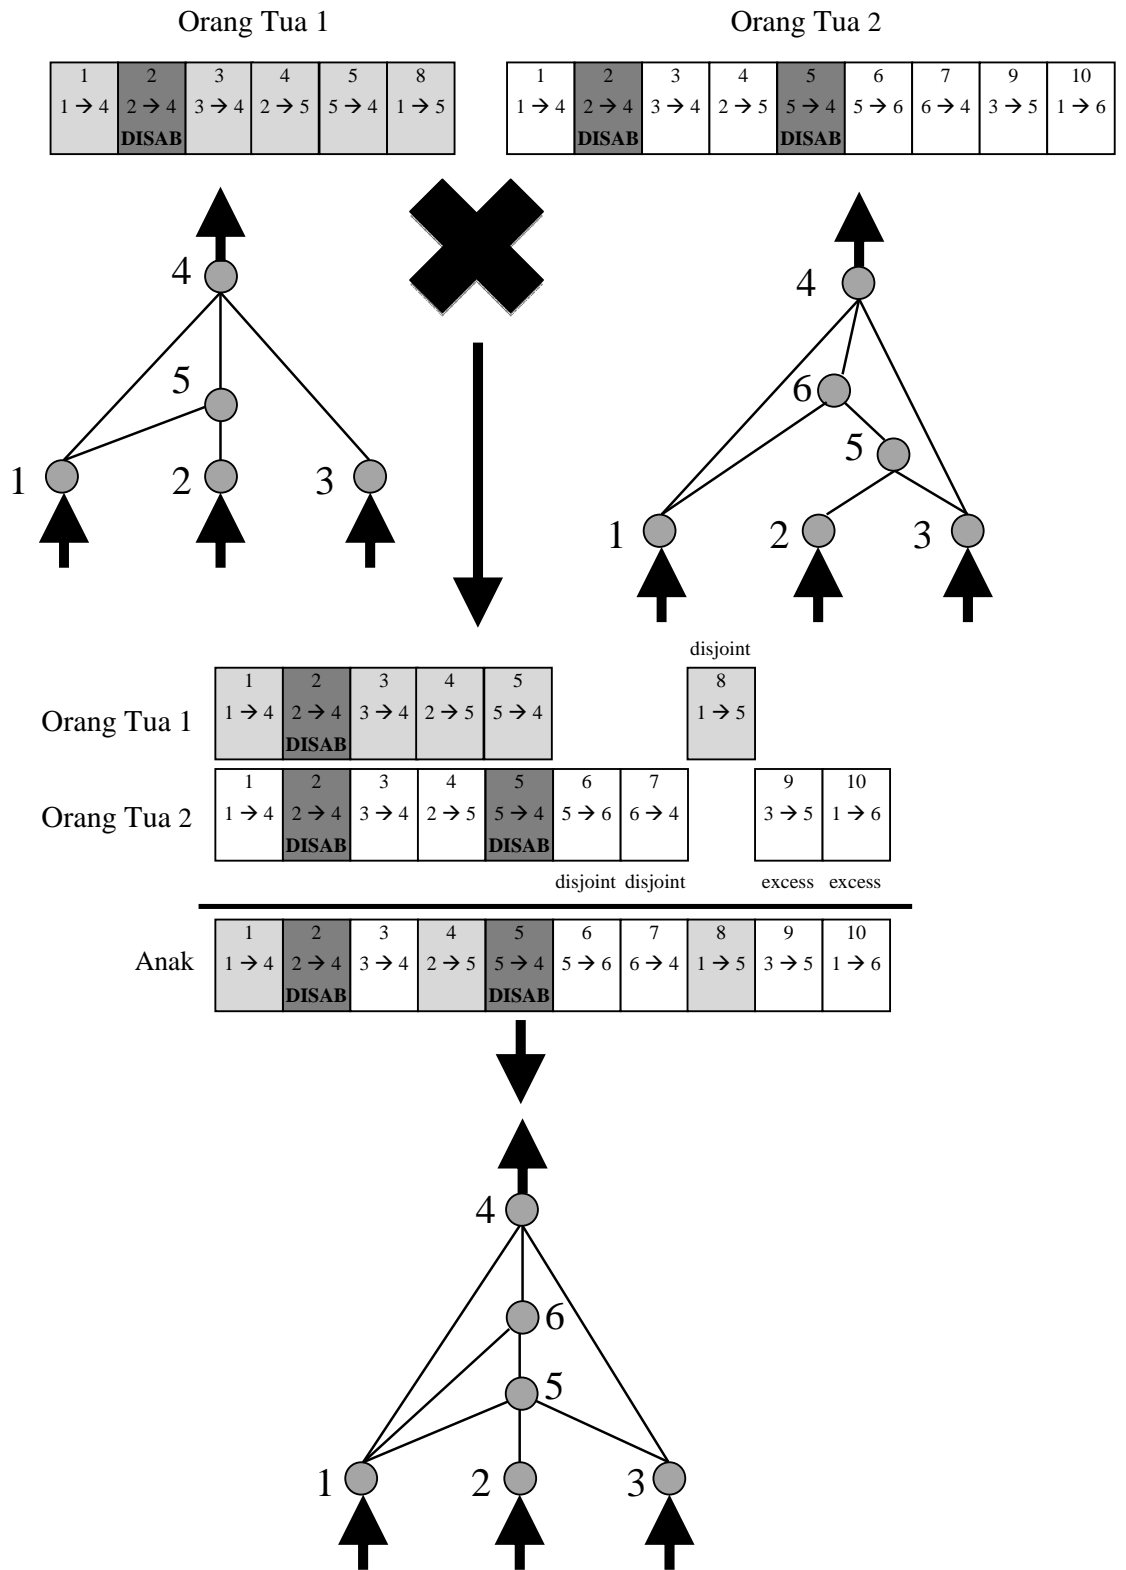 Orang Tua 1 Orang Tua 2
1 2 3 4 5 8 1 2 3 4 5 6 7 9 10
1 → 4 2 → 4 3 → 4 2 → 5 5 → 4 1 → 5 1 → 4 2 → 4 3 → 4 2 → 5 5 → 4 5 → 6 6 → 4 3 → 5 1 → 6
DISAB DISAB DISAB
4 4
5 6
5
1 2 3
1 2 3
disjoint
1 2 3 4 5 8
Orang Tua 1 1 → 4 2 → 4 3 → 4 2 → 5 5 → 4 1 → 5
DISAB
1 2 3 4 5 6 7 9 10
Orang Tua 2 1 → 4 2 → 4 3 → 4 2 → 5 5 → 4 5 → 6 6 → 4 3 → 5 1 → 6
DISAB DISAB
disjoint disjoint excess excess
1 2 3 4 5 6 7 8 9 10
Anak 1 → 4 2 → 4 3 → 4 2 → 5 5 → 4 5 → 6 6 → 4 1 → 5 3 → 5 1 → 6
DISAB DISAB
4
6
5
1 2 3